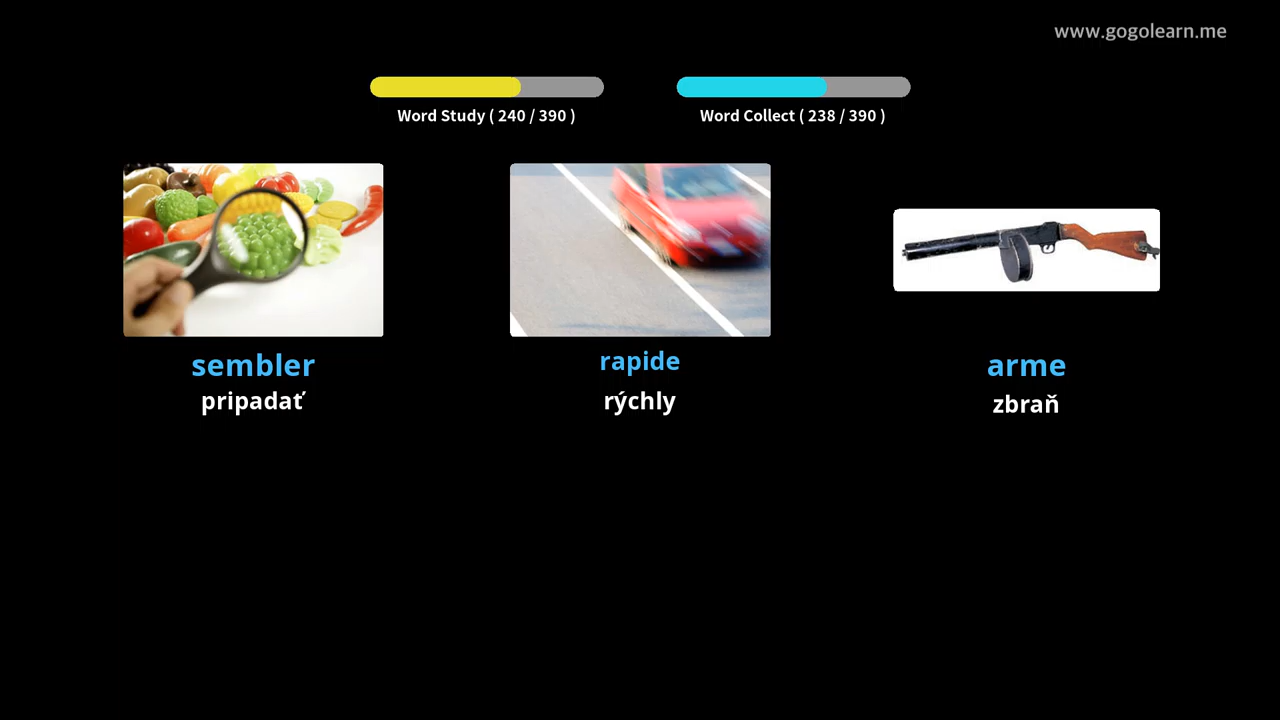 www.gogolearn.me
Word Study ( 240 / 390 )
Word Collect ( 238 / 390 )
sembler
pripadať
rapide
rýchly
arme
zbraň